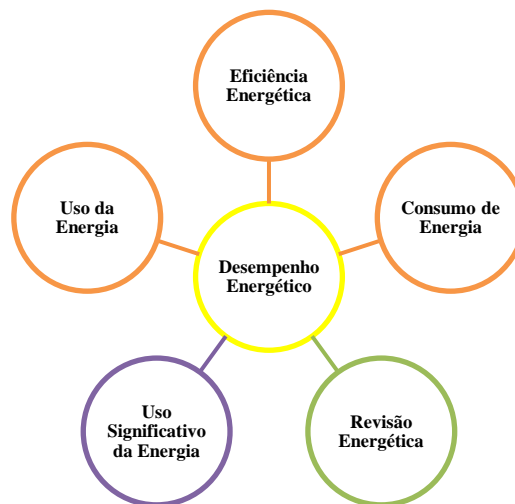 Eficiência
Energética
Uso da
Energia
Consumo de
Energia
Desempenho
Energético
Uso
Significativo
da Energia
Revisão
Energética